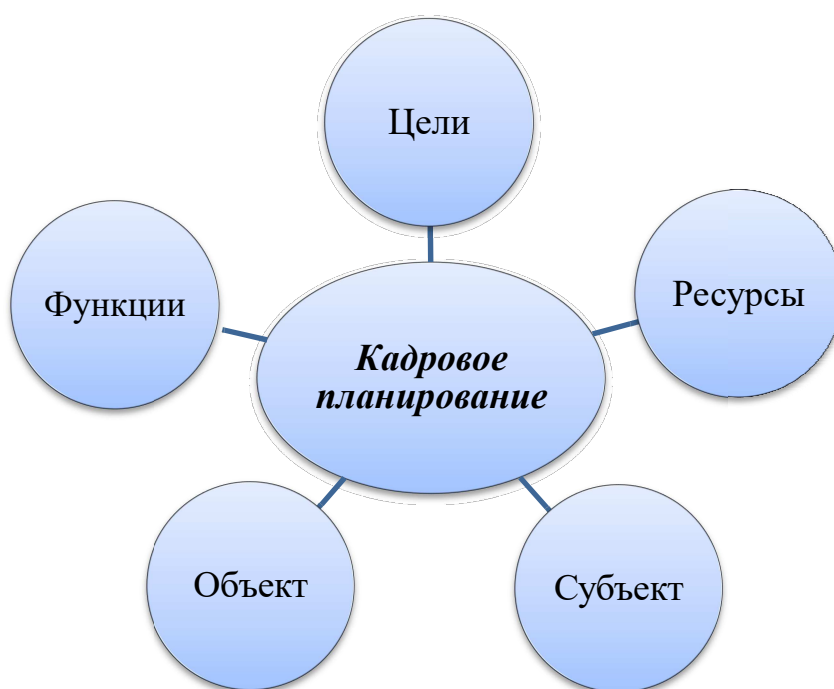 Цели
Функции
Ресурсы
Кадровое
планирование
Объект
Субъект